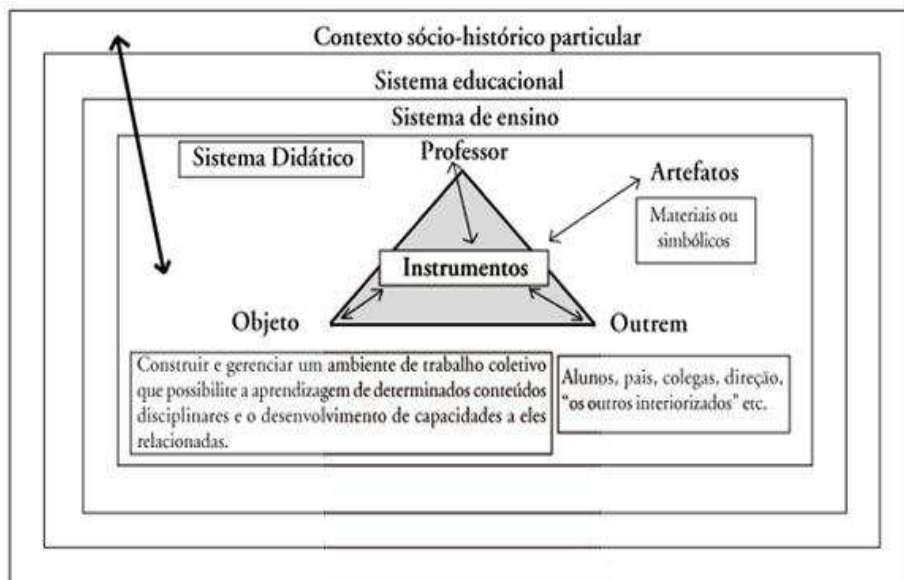 Contexto sócio-histórico particular
Sistema educacional
Sistema de ensino
Sistema Didático
Professor
Artefatos
Materiais ou
simbólicos
Instrumentos
Objeto
Outrem
Construir e gerenciar um ambiente de trabalho coletivo
que possibilite a aprendizagem de determinados conteúdos
disciplinares e o desenvolvimento de capacidades a eles
relacionadas.
Alunos, pais, colegas, direção,
“os outros interiorizados” etc.